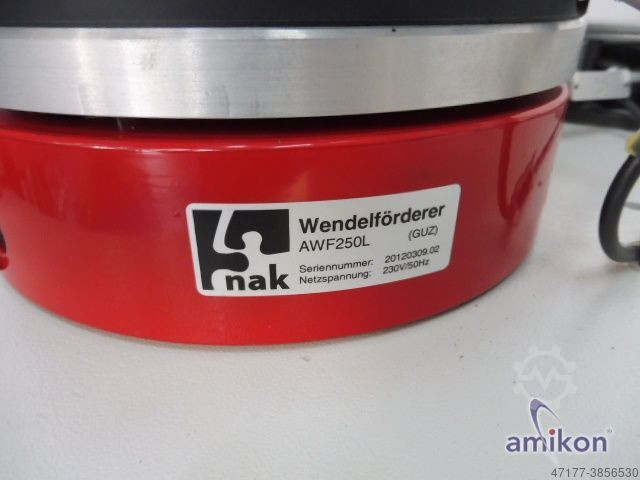 Wendelförderer
AWF250L (GUZ)
Seriennummer: 20120309.02
Netzspannung: 230V/50Hz
nak
amikon
47177-3856530